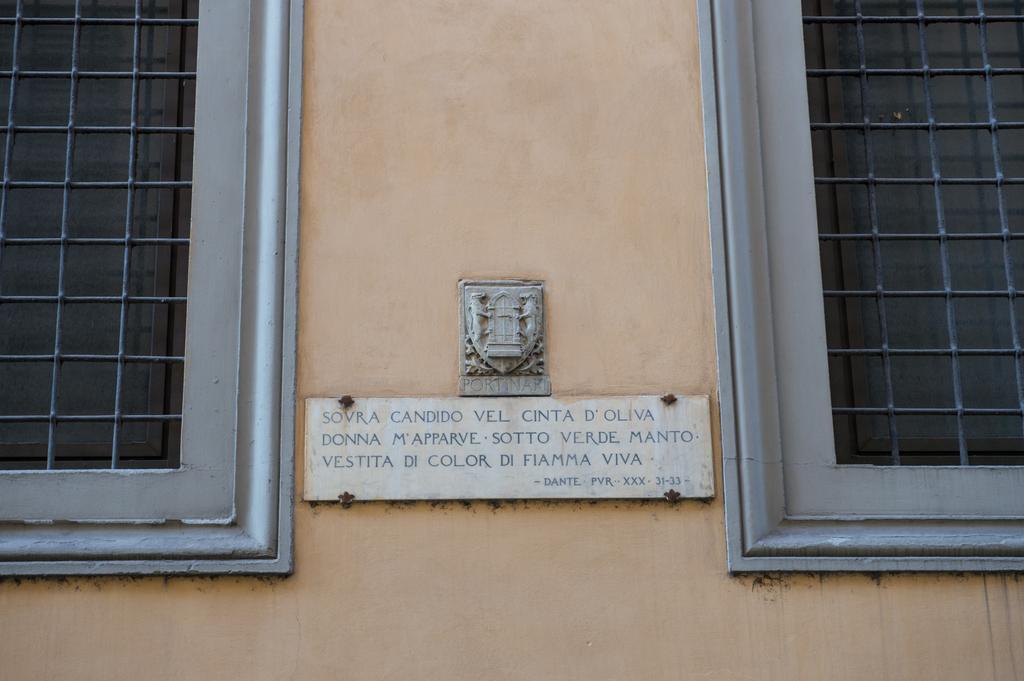 PORTINARI
SOVRA CANDIDO VEL CINTA D'OLIVA
DONNA M'APPARVE · SOTTO VERDE MANTO ·
VESTITA DI COLOR DI FIAMMA VIVA ·
– DANTE · PVR · XXX · 31-33 –